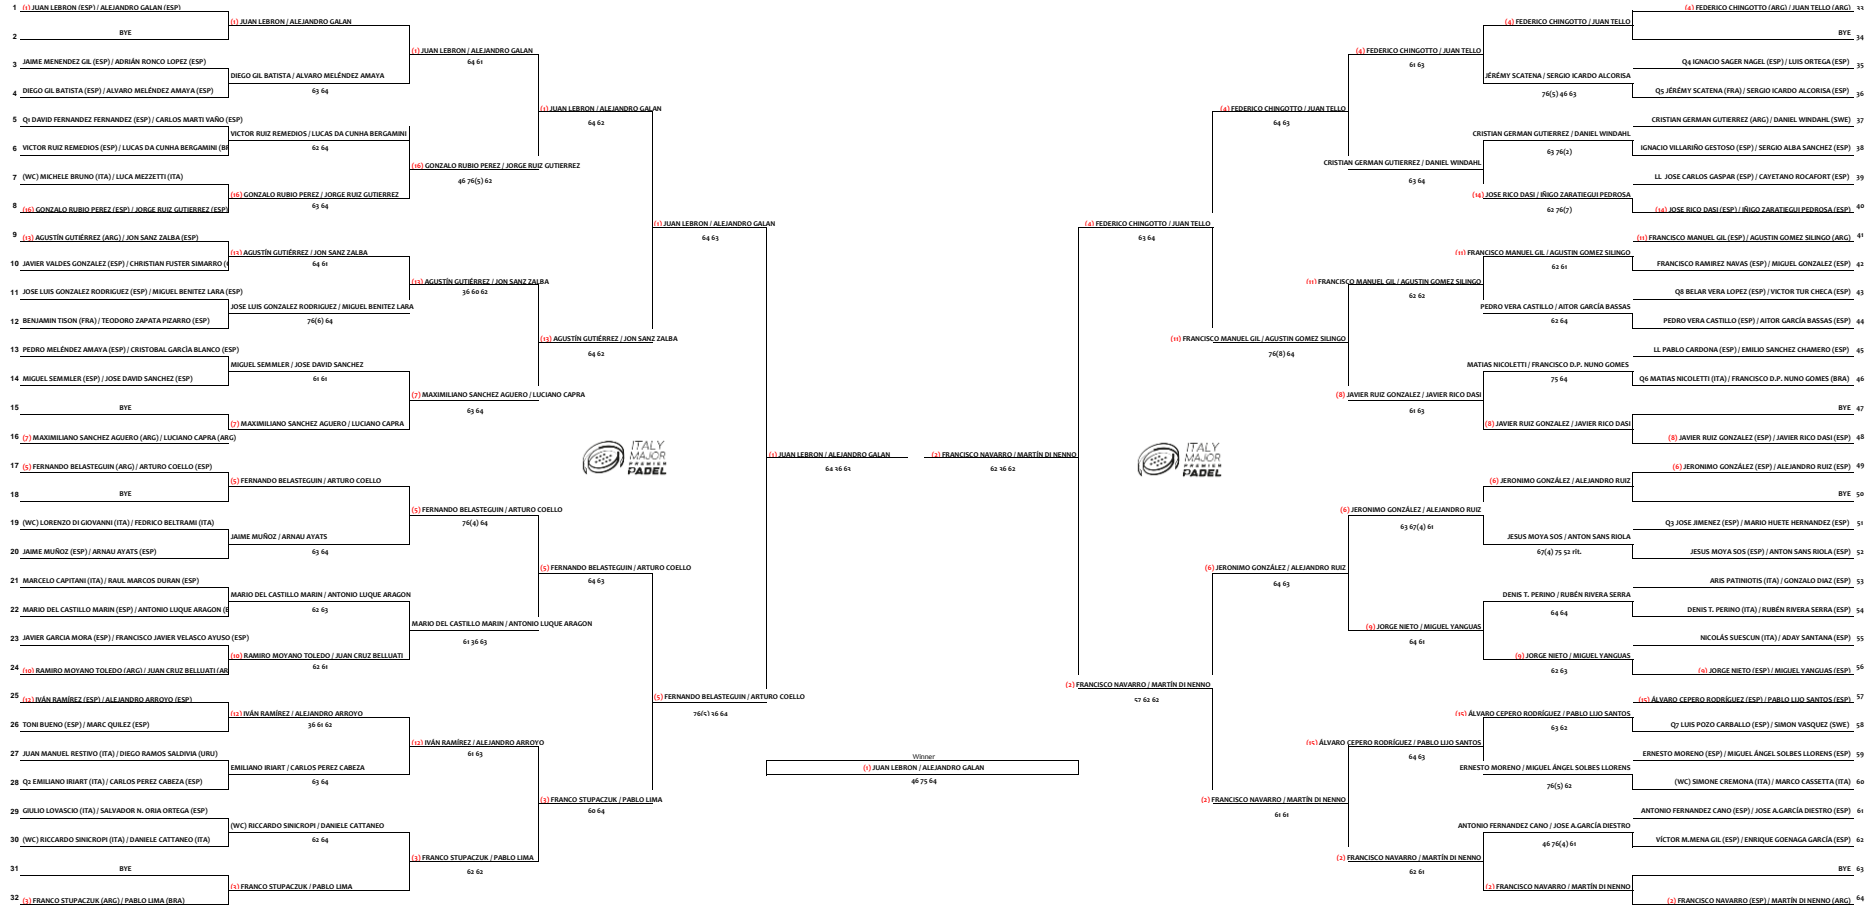 1 (1) JUAN LEBRON (ESP) / ALEJANDRO GALAN (ESP)
2 BYE
3 JAIME MENENDEZ GIL (ESP) / ADRIÁN RONCO LOPEZ (ESP)
4 DIEGO GIL BATISTA (ESP) / ALVARO MELÉNDEZ AMAYA (ESP)
5 Q1 DAVID FERNANDEZ FERNANDEZ (ESP) / CARLOS MARTI VAÑO (ESP)
6 VICTOR RUIZ REMEDIOS (ESP) / LUCAS DA CUNHA BERGAMINI (BR
7 (WC) MICHELE BRUNO (ITA) / LUCA MEZZETTI (ITA)
8 (16) GONZALO RUBIO PEREZ (ESP) / JORGE RUIZ GUTIERREZ (ESP)
9 (13) AGUSTÍN GUTIÉRREZ (ARG) / JON SANZ ZALBA (ESP)
10 JAVIER VALDES GONZALEZ (ESP) / CHRISTIAN FUSTER SIMARRO (
11 JOSE LUIS GONZALEZ RODRIGUEZ (ESP) / MIGUEL BENITEZ LARA (ESP)
12 BENJAMIN TISON (FRA) / TEODORO ZAPATA PIZARRO (ESP)
13 PEDRO MELÉNDEZ AMAYA (ESP) / CRISTOBAL GARCÌA BLANCO (ESP)
14 MIGUEL SEMMLER (ESP) / JOSE DAVID SANCHEZ (ESP)
15 BYE
16 (7) MAXIMILIANO SANCHEZ AGUERO (ARG) / LUCIANO CAPRA (ARG)
17 (5) FERNANDO BELASTEGUIN (ARG) / ARTURO COELLO (ESP)
18 BYE
19 (WC) LORENZO DI GIOVANNI (ITA) / FEDRICO BELTRAMI (ITA)
20 JAIME MUÑOZ (ESP) / ARNAU AYATS (ESP)
21 MARCELO CAPITANI (ITA) / RAUL MARCOS DURAN (ESP)
22 MARIO DEL CASTILLO MARIN (ESP) / ANTONIO LUQUE ARAGON (E
23 JAVIER GARCIA MORA (ESP) / FRANCISCO JAVIER VELASCO AYUSO (ESP)
24 (10) RAMIRO MOYANO TOLEDO (ARG) / JUAN CRUZ BELLUATI (AR
25 (12) IVÁN RAMÍREZ (ESP) / ALEJANDRO ARROYO (ESP)
26 TONI BUENO (ESP) / MARC QUILEZ (ESP)
27 JUAN MANUEL RESTIVO (ITA) / DIEGO RAMOS SALDIVIA (URU)
28 Q2 EMILIANO IRIART (ITA) / CARLOS PEREZ CABEZA (ESP)
29 GIULIO LOVASCIO (ITA) / SALVADOR N. ORIA ORTEGA (ESP)
30 (WC) RICCARDO SINICROPI (ITA) / DANIELE CATTANEO (ITA)
31 BYE
32 (3) FRANCO STUPACZUK (ARG) / PABLO LIMA (BRA)
(1) JUAN LEBRON / ALEJANDRO GALAN
DIEGO GIL BATISTA / ALVARO MELÉNDEZ AMAYA
63 64
VICTOR RUIZ REMEDIOS / LUCAS DA CUNHA BERGAMINI
62 64
(16) GONZALO RUBIO PEREZ / JORGE RUIZ GUTIERREZ
63 64
(13) AGUSTÍN GUTIÉRREZ / JON SANZ ZALBA
64 61
JOSE LUIS GONZALEZ RODRIGUEZ / MIGUEL BENITEZ LARA
76(6) 64
MIGUEL SEMMLER / JOSE DAVID SANCHEZ
61 61
(7) MAXIMILIANO SANCHEZ AGUERO / LUCIANO CAPRA
(5) FERNANDO BELASTEGUIN / ARTURO COELLO
JAIME MUÑOZ / ARNAU AYATS
63 64
MARIO DEL CASTILLO MARIN / ANTONIO LUQUE ARAGON
62 63
(10) RAMIRO MOYANO TOLEDO / JUAN CRUZ BELLUATI
62 61
(12) IVÁN RAMÍREZ / ALEJANDRO ARROYO
36 61 62
EMILIANO IRIART / CARLOS PEREZ CABEZA
63 64
(WC) RICCARDO SINICROPI / DANIELE CATTANEO
62 64
(3) FRANCO STUPACZUK / PABLO LIMA
(1) JUAN LEBRON / ALEJANDRO GALAN
64 61
(16) GONZALO RUBIO PEREZ / JORGE RUIZ GUTIERREZ
46 76(5) 62
(13) AGUSTÍN GUTIÉRREZ / JON SANZ ZALBA
36 60 62
(7) MAXIMILIANO SANCHEZ AGUERO / LUCIANO CAPRA
63 64
(5) FERNANDO BELASTEGUIN / ARTURO COELLO
76(4) 64
MARIO DEL CASTILLO MARIN / ANTONIO LUQUE ARAGON
61 36 63
(12) IVÁN RAMÍREZ / ALEJANDRO ARROYO
61 63
(3) FRANCO STUPACZUK / PABLO LIMA
62 62
(1) JUAN LEBRON / ALEJANDRO GALAN
64 62
(13) AGUSTÍN GUTIÉRREZ / JON SANZ ZALBA
64 62
(5) FERNANDO BELASTEGUIN / ARTURO COELLO
64 63
(3) FRANCO STUPACZUK / PABLO LIMA
60 64
(1) JUAN LEBRON / ALEJANDRO GALAN
64 63
(5) FERNANDO BELASTEGUIN / ARTURO COELLO
76(5) 36 64
ITALY
MAJOR
PREMIER
PADEL
(1) JUAN LEBRON / ALEJANDRO GALAN
64 36 63
Winner
(1) JUAN LEBRON / ALEJANDRO GALAN
46 75 64
(2) FRANCISCO NAVARRO / MARTÍN DI NENNO
62 36 62
ITALY
MAJOR
PREMIER
PADEL
(4) FEDERICO CHINGOTTO / JUAN TELLO
63 64
(2) FRANCISCO NAVARRO / MARTÍN DI NENNO
57 62 62
(4) FEDERICO CHINGOTTO / JUAN TELLO
64 63
(11) FRANCISCO MANUEL GIL / AGUSTIN GOMEZ SILINGO
76(8) 64
(6) JERONIMO GONZÁLEZ / ALEJANDRO RUIZ
64 63
(2) FRANCISCO NAVARRO / MARTÍN DI NENNO
61 61
(4) FEDERICO CHINGOTTO / JUAN TELLO
61 63
CRISTIAN GERMAN GUTIERREZ / DANIEL WINDAHL
63 64
(11) FRANCISCO MANUEL GIL / AGUSTIN GOMEZ SILINGO
62 62
(8) JAVIER RUIZ GONZALEZ / JAVIER RICO DASI
61 63
(6) JERONIMO GONZÁLEZ / ALEJANDRO RUIZ
63 67(4) 61
(9) JORGE NIETO / MIGUEL YANGUAS
64 61
(15) ÁLVARO CEPERO RODRÍGUEZ / PABLO LIJO SANTOS
64 63
(2) FRANCISCO NAVARRO / MARTÍN DI NENNO
62 61
(4) FEDERICO CHINGOTTO / JUAN TELLO
JÉRÉMY SCATENA / SERGIO ICARDO ALCORISA
76(5) 46 63
CRISTIAN GERMAN GUTIERREZ / DANIEL WINDAHL
63 76(2)
(14) JOSE RICO DASI / IÑIGO ZARATIEGUI PEDROSA
62 76(7)
(11) FRANCISCO MANUEL GIL / AGUSTIN GOMEZ SILINGO
62 61
PEDRO VERA CASTILLO / AITOR GARCÍA BASSAS
62 64
MATIAS NICOLETTI / FRANCISCO D.P. NUNO GOMES
75 64
(8) JAVIER RUIZ GONZALEZ / JAVIER RICO DASI
(6) JERONIMO GONZÁLEZ / ALEJANDRO RUIZ
JESUS MOYA SOS / ANTON SANS RIOLA
67(4) 75 52 rit.
DENIS T. PERINO / RUBÉN RIVERA SERRA
64 64
(9) JORGE NIETO / MIGUEL YANGUAS
62 63
(15) ÁLVARO CEPERO RODRÍGUEZ / PABLO LIJO SANTOS
63 62
ERNESTO MORENO / MIGUEL ÁNGEL SOLBES LLORENS
76(5) 62
ANTONIO FERNANDEZ CANO / JOSE A.GARCÍA DIESTRO
46 76(4) 61
(2) FRANCISCO NAVARRO / MARTÍN DI NENNO
(4) FEDERICO CHINGOTTO (ARG) / JUAN TELLO (ARG) 33
BYE 34
Q4 IGNACIO SAGER NAGEL (ESP) / LUIS ORTEGA (ESP) 35
Q5 JÉRÉMY SCATENA (FRA) / SERGIO ICARDO ALCORISA (ESP) 36
CRISTIAN GERMAN GUTIERREZ (ARG) / DANIEL WINDAHL (SWE) 37
IGNACIO VILLARIÑO GESTOSO (ESP) / SERGIO ALBA SANCHEZ (ESP) 38
LL JOSE CARLOS GASPAR (ESP) / CAYETANO ROCAFORT (ESP) 39
(14) JOSE RICO DASI (ESP) / IÑIGO ZARATIEGUI PEDROSA (ESP) 40
(11) FRANCISCO MANUEL GIL (ESP) / AGUSTIN GOMEZ SILINGO (ARG) 41
FRANCISCO RAMIREZ NAVAS (ESP) / MIGUEL GONZALEZ (ESP) 42
Q8 BELAR VERA LOPEZ (ESP) / VICTOR TUR CHECA (ESP) 43
PEDRO VERA CASTILLO (ESP) / AITOR GARCÍA BASSAS (ESP) 44
LL PABLO CARDONA (ESP) / EMILIO SANCHEZ CHAMERO (ESP) 45
Q6 MATIAS NICOLETTI (ITA) / FRANCISCO D.P. NUNO GOMES (BRA) 46
BYE 47
(8) JAVIER RUIZ GONZALEZ (ESP) / JAVIER RICO DASI (ESP) 48
(6) JERONIMO GONZÁLEZ (ESP) / ALEJANDRO RUIZ (ESP) 49
BYE 50
Q3 JOSE JIMENEZ (ESP) / MARIO HUETE HERNANDEZ (ESP) 51
JESUS MOYA SOS (ESP) / ANTON SANS RIOLA (ESP) 52
ARIS PATINIOTIS (ITA) / GONZALO DIAZ (ESP) 53
DENIS T. PERINO (ITA) / RUBÉN RIVERA SERRA (ESP) 54
NICOLÁS SUESCUN (ITA) / ADAY SANTANA (ESP) 55
(9) JORGE NIETO (ESP) / MIGUEL YANGUAS (ESP) 56
(15) ÁLVARO CEPERO RODRÍGUEZ (ESP) / PABLO LIJO SANTOS (ESP) 57
Q7 LUIS POZO CARBALLO (ESP) / SIMON VASQUEZ (SWE) 58
ERNESTO MORENO (ESP) / MIGUEL ÁNGEL SOLBES LLORENS (ESP) 59
(WC) SIMONE CREMONA (ITA) / MARCO CASSETTA (ITA) 60
ANTONIO FERNANDEZ CANO (ESP) / JOSE A.GARCÍA DIESTRO (ESP) 61
VÍCTOR M.MENA GIL (ESP) / ENRIQUE GOENAGA GARCÍA (ESP) 62
BYE 63
(2) FRANCISCO NAVARRO (ESP) / MARTÍN DI NENNO (ARG) 64